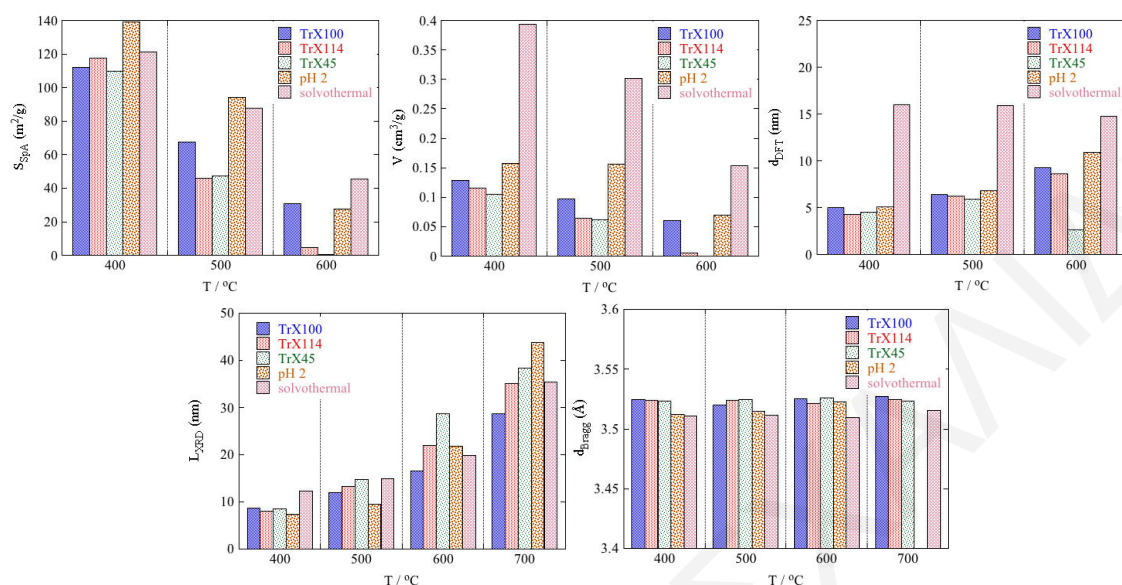 S_SpA (m²/g)
140
120
100
80
60
40
20
0
TrX100
TrX114
TrX45
pH 2
solvothermal
400 500 600
T / °C
V (cm³/g)
0.4
0.35
0.3
0.25
0.2
0.15
0.1
0.05
0
TrX100
TrX114
TrX45
pH 2
solvothermal
400 500 600
T / °C
d_DFT (nm)
25
20
15
10
5
0
TrX100
TrX114
TrX45
pH 2
solvothermal
400 500 600
T / °C
L_XRD (nm)
50
40
30
20
10
0
TrX100
TrX114
TrX45
pH 2
solvothermal
400 500 600 700
T / °C
d_Bragg (Å)
3.6
3.55
3.5
3.45
3.4
TrX100
TrX114
TrX45
pH 2
solvothermal
400 500 600 700
T / °C